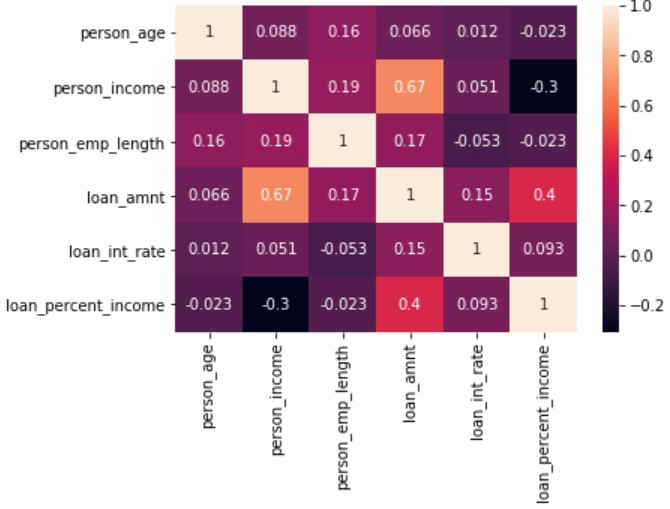 person_age 1 0.088 0.16 0.066 0.012 -0.023
person_income 0.088 1 0.19 0.67 0.051 -0.3
person_emp_length 0.16 0.19 1 0.17 -0.053 -0.023
loan_amnt 0.066 0.67 0.17 1 0.15 0.4
loan_int_rate 0.012 0.051 -0.053 0.15 1 0.093
loan_percent_income -0.023 -0.3 -0.023 0.4 0.093 1
person_age
person_income
person_emp_length
loan_amnt
loan_int_rate
loan_percent_income
1.0
0.8
0.6
0.4
0.2
0.0
−0.2